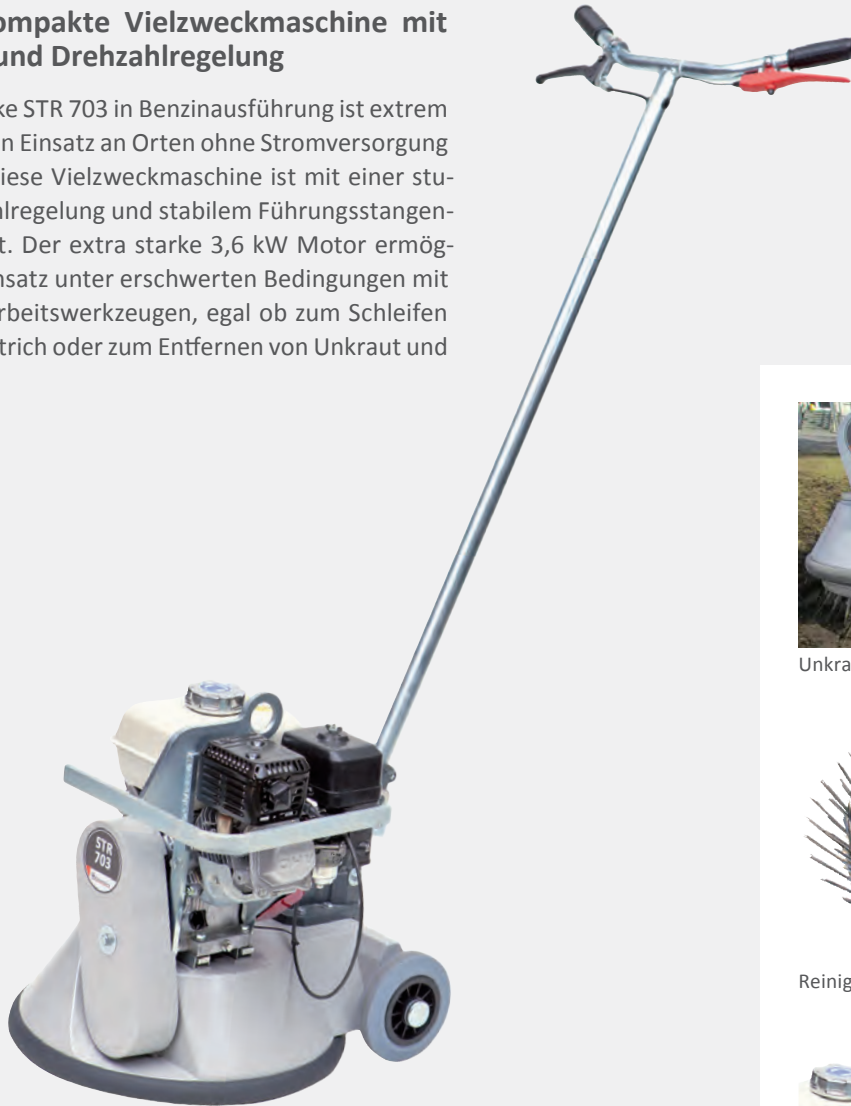 ompakte Vielzweckmaschine mit
und Drehzahlregelung
ke STR 703 in Benzinausführung ist extrem
n Einsatz an Orten ohne Stromversorgung
iese Vielzweckmaschine ist mit einer stu-
lregelung und stabilem Führungsstangen-
t. Der extra starke 3,6 kW Motor ermög-
nsatz unter erschwerten Bedingungen mit
rbeitswerkzeugen, egal ob zum Schleifen
trich oder zum Entfernen von Unkraut und
Unkra
STR
703
Reinig